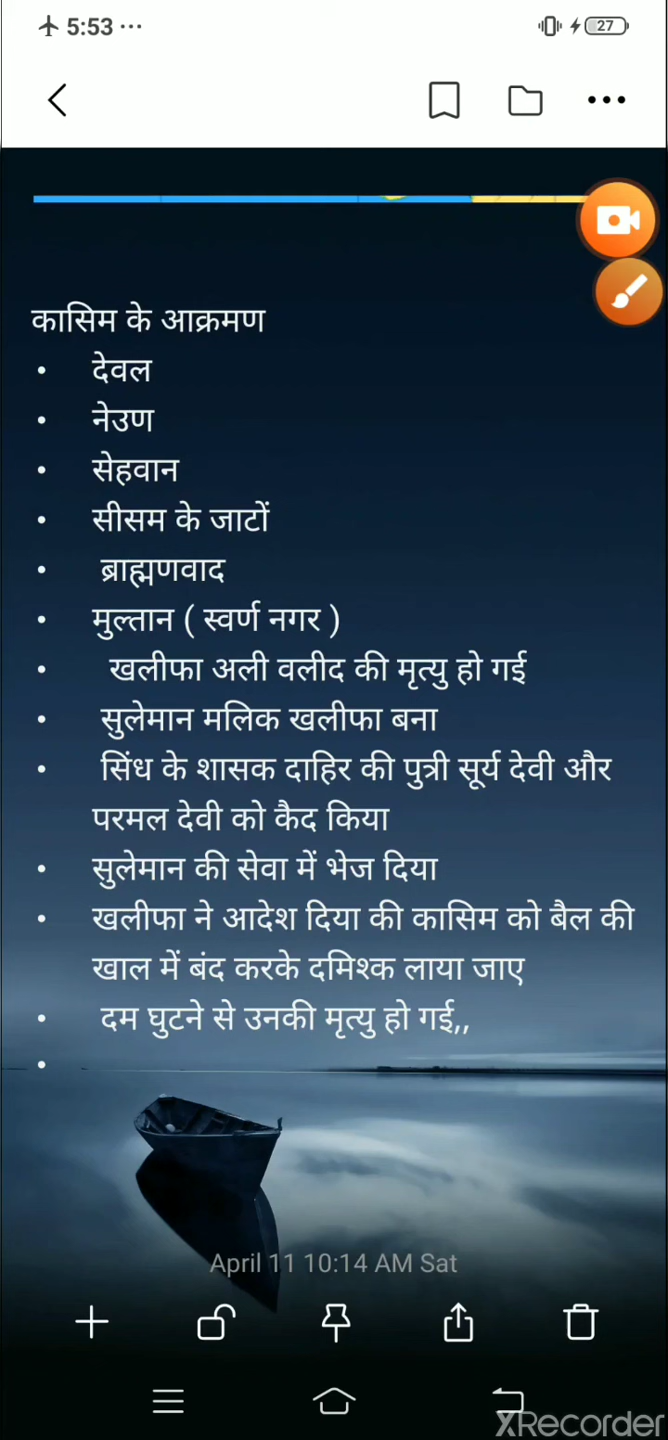 5:53 ...
27
कासिम के आक्रमण
• देवल
• नेउण
• सेहवान
• सीसम के जाटों
• ब्राह्मणवाद
• मुल्तान ( स्वर्ण नगर )
• खलीफा अली वलीद की मृत्यु हो गई
• सुलेमान मलिक खलीफा बना
• सिंध के शासक दाहिर की पुत्री सूर्य देवी और
परमल देवी को कैद किया
• सुलेमान की सेवा में भेज दिया
• खलीफा ने आदेश दिया की कासिम को बैल की
खाल में बंद करके दमिश्क लाया जाए
• दम घुटने से उनकी मृत्यु हो गई,,
•
April 11 10:14 AM Sat
XRecorder